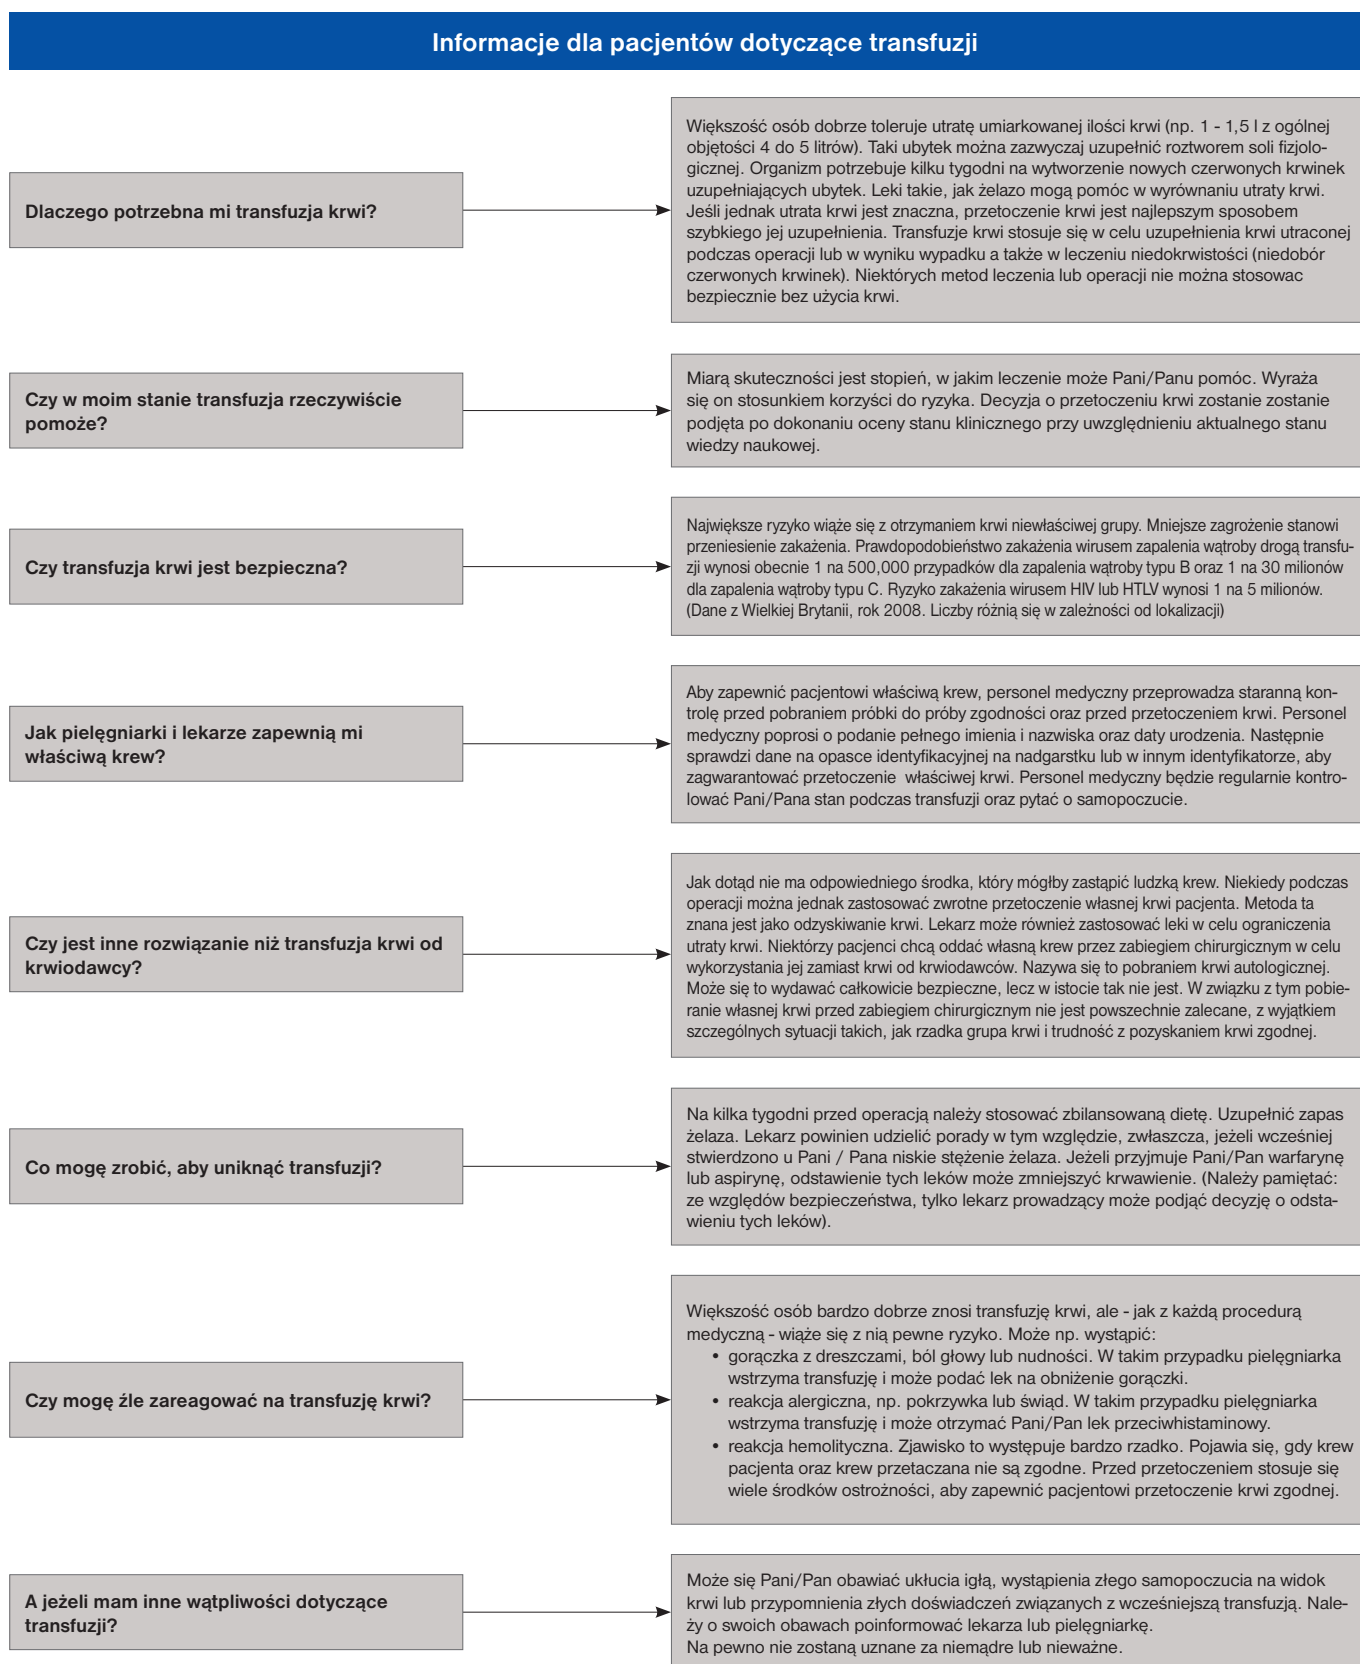 Informacje dla pacjentów dotyczące transfuzji
Dlaczego potrzebna mi transfuzja krwi?
Większość osób dobrze toleruje utratę umiarkowanej ilości krwi (np. 1 - 1,5 l z ogólnej
objętości 4 do 5 litrów). Taki ubytek można zazwyczaj uzupełnić roztworem soli fizjolo-
gicznej. Organizm potrzebuje kilku tygodni na wytworzenie nowych czerwonych krwinek
uzupełniających ubytek. Leki takie, jak żelazo mogą pomóc w wyrównaniu utraty krwi.
Jeśli jednak utrata krwi jest znaczna, przetoczenie krwi jest najlepszym sposobem
szybkiego jej uzupełnienia. Transfuzje krwi stosuje się w celu uzupełnienia krwi utraconej
podczas operacji lub w wyniku wypadku a także w leczeniu niedokrwistości (niedobór
czerwonych krwinek). Niektórych metod leczenia lub operacji nie można stosowac
bezpiecznie bez użycia krwi.
Czy w moim stanie transfuzja rzeczywiście
pomoże?
Miarą skuteczności jest stopień, w jakim leczenie może Pani/Panu pomóc. Wyraża
się on stosunkiem korzyści do ryzyka. Decyzja o przetoczeniu krwi zostanie zostanie
podjęta po dokonaniu oceny stanu klinicznego przy uwzględnieniu aktualnego stanu
wiedzy naukowej.
Czy transfuzja krwi jest bezpieczna?
Największe ryzyko wiąże się z otrzymaniem krwi niewłaściwej grupy. Mniejsze zagrożenie stanowi
przeniesienie zakażenia. Prawdopodobieństwo zakażenia wirusem zapalenia wątroby drogą transfu-
zji wynosi obecnie 1 na 500,000 przypadków dla zapalenia wątroby typu B oraz 1 na 30 milionów
dla zapalenia wątroby typu C. Ryzyko zakażenia wirusem HIV lub HTLV wynosi 1 na 5 milionów.
(Dane z Wielkiej Brytanii, rok 2008. Liczby różnią się w zależności od lokalizacji)
Jak pielęgniarki i lekarze zapewnią mi
właściwą krew?
Aby zapewnić pacjentowi właściwą krew, personel medyczny przeprowadza staranną kon-
trolę przed pobraniem próbki do próby zgodności oraz przed przetoczeniem krwi. Personel
medyczny poprosi o podanie pełnego imienia i nazwiska oraz daty urodzenia. Następnie
sprawdzi dane na opasce identyfikacyjnej na nadgarstku lub w innym identyfikatorze, aby
zagwarantować przetoczenie właściwej krwi. Personel medyczny będzie regularnie kontro-
lować Pani/Pana stan podczas transfuzji oraz pytać o samopoczucie.
Czy jest inne rozwiązanie niż transfuzja krwi od
krwiodawcy?
Jak dotąd nie ma odpowiedniego środka, który mógłby zastąpić ludzką krew. Niekiedy podczas
operacji można jednak zastosować zwrotne przetoczenie własnej krwi pacjenta. Metoda ta
znana jest jako odzyskiwanie krwi. Lekarz może również zastosować leki w celu ograniczenia
utraty krwi. Niektórzy pacjenci chcą oddać własną krew przez zabiegiem chirurgicznym w celu
wykorzystania jej zamiast krwi od krwiodawców. Nazywa się to pobraniem krwi autologicznej.
Może się to wydawać całkowicie bezpieczne, lecz w istocie tak nie jest. W związku z tym pobie-
ranie własnej krwi przed zabiegiem chirurgicznym nie jest powszechnie zalecane, z wyjątkiem
szczególnych sytuacji takich, jak rzadka grupa krwi i trudność z pozyskaniem krwi zgodnej.
Co mogę zrobić, aby uniknąć transfuzji?
Na kilka tygodni przed operacją należy stosować zbilansowaną dietę. Uzupełnić zapas
żelaza. Lekarz powinien udzielić porady w tym względzie, zwłaszcza, jeżeli wcześniej
stwierdzono u Pani / Pana niskie stężenie żelaza. Jeżeli przyjmuje Pani/Pan warfarynę
lub aspirynę, odstawienie tych leków może zmniejszyć krwawienie. (Należy pamiętać:
ze względów bezpieczeństwa, tylko lekarz prowadzący może podjąć decyzję o odsta-
wieniu tych leków).
Czy mogę źle zareagować na transfuzję krwi?
Większość osób bardzo dobrze znosi transfuzję krwi, ale - jak z każdą procedurą
medyczną - wiąże się z nią pewne ryzyko. Może np. wystąpić:
• gorączka z dreszczami, ból głowy lub nudności. W takim przypadku pielęgniarka
wstrzyma transfuzję i może podać lek na obniżenie gorączki.
• reakcja alergiczna, np. pokrzywka lub świąd. W takim przypadku pielęgniarka
wstrzyma transfuzję i może otrzymać Pani/Pan lek przeciwhistaminowy.
• reakcja hemolityczna. Zjawisko to występuje bardzo rzadko. Pojawia się, gdy krew
pacjenta oraz krew przetaczana nie są zgodne. Przed przetoczeniem stosuje się
wiele środków ostrożności, aby zapewnić pacjentowi przetoczenie krwi zgodnej.
A jeżeli mam inne wątpliwości dotyczące
transfuzji?
Może się Pani/Pan obawiać ukłucia igłą, wystąpienia złego samopoczucia na widok
krwi lub przypomnienia złych doświadczeń związanych z wcześniejszą transfuzją. Nale-
ży o swoich obawach poinformować lekarza lub pielęgniarkę.
Na pewno nie zostaną uznane za niemądre lub nieważne.